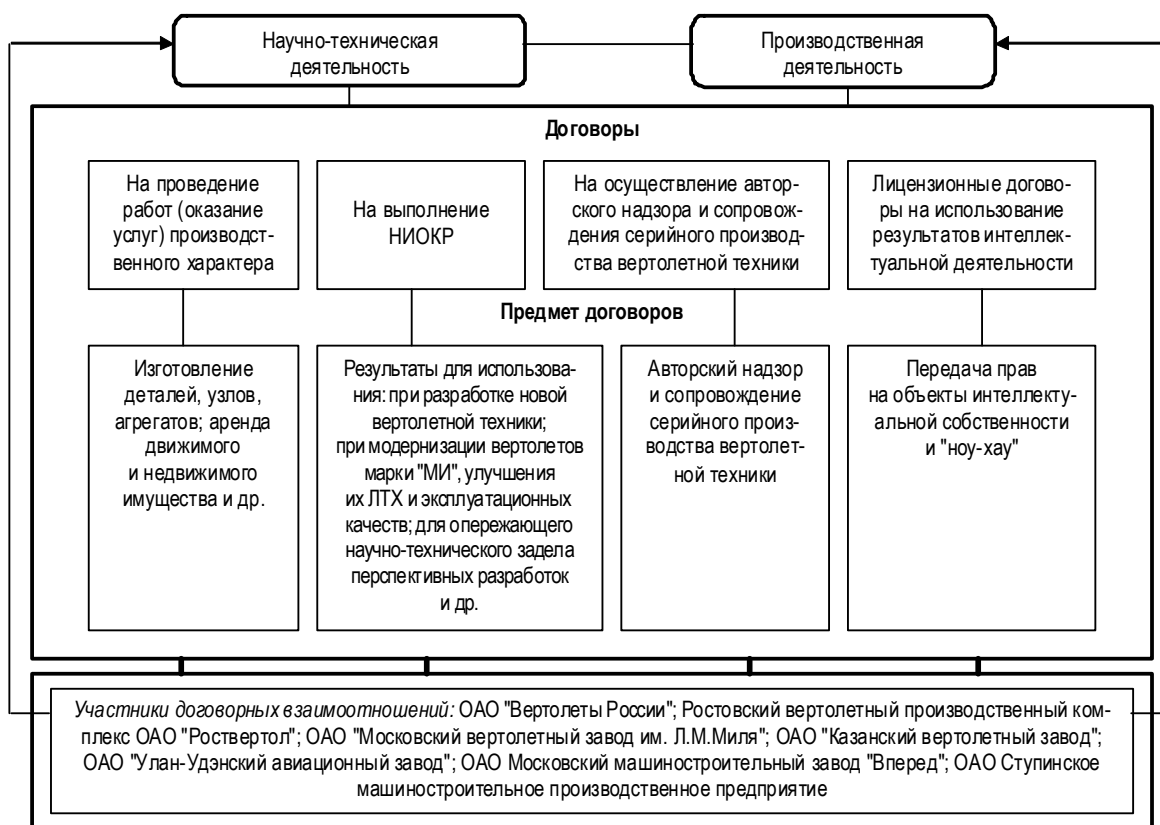 Научно-техническая
деятельность
Производственная
деятельность
Договоры
На проведение
работ (оказание
услуг) производст-
венного характера
На выполнение
НИОКР
На осуществление автор-
ского надзора и сопровож-
дения серийного производ-
ства вертолетной техники
Лицензионные догово-
ры на использование
результатов интеллек-
туальной деятельности
Предмет договоров
Изготовление
деталей, узлов,
агрегатов; аренда
движимого
и недвижимого
имущества и др.
Результаты для использова-
ния: при разработке новой
вертолетной техники;
при модернизации вертолетов
марки "МИ", улучшения
их ЛТХ и эксплуатационных
качеств; для опережающего
научно-технического задела
перспективных разработок
и др.
Авторский надзор
и сопровождение
серийного произ-
водства вертолет-
ной техники
Передача прав
на объекты интеллекту-
альной собственности
и "ноу-хау"
Участники договорных взаимоотношений: ОАО "Вертолеты России"; Ростовский вертолетный производственный ком-
плекс ОАО "Роствертол"; ОАО "Московский вертолетный завод им. Л.М.Миля"; ОАО "Казанский вертолетный завод";
ОАО "Улан-Удэнский авиационный завод"; ОАО Московский машиностроительный завод "Вперед"; ОАО Ступинское
машиностроительное производственное предприятие